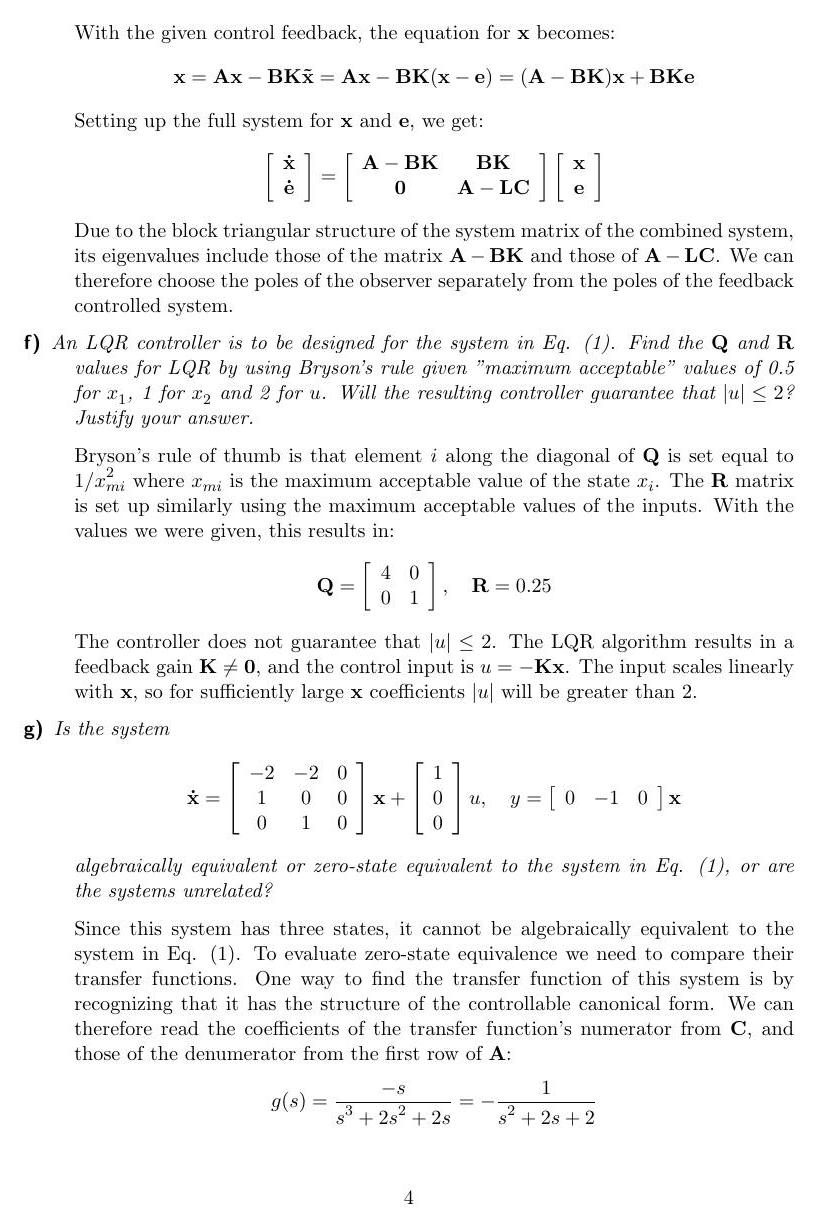 With the given control feedback, the equation for x becomes:
x = Ax − BKx̃ = Ax − BK(x − e) = (A − BK)x + BKe
Setting up the full system for x and e, we get:
[ ẋ ; ė ] = [ A − BK  BK ; 0  A − LC ] [ x ; e ]
Due to the block triangular structure of the system matrix of the combined system,
its eigenvalues include those of the matrix A − BK and those of A − LC. We can
therefore choose the poles of the observer separately from the poles of the feedback
controlled system.
f) An LQR controller is to be designed for the system in Eq. (1). Find the Q and R
values for LQR by using Bryson's rule given "maximum acceptable" values of 0.5
for x₁, 1 for x₂ and 2 for u. Will the resulting controller guarantee that |u| ≤ 2?
Justify your answer.
Bryson's rule of thumb is that element i along the diagonal of Q is set equal to
1/x²ₘᵢ where xₘᵢ is the maximum acceptable value of the state xᵢ. The R matrix
is set up similarly using the maximum acceptable values of the inputs. With the
values we were given, this results in:
Q = [ 4 0 ; 0 1 ], R = 0.25
The controller does not guarantee that |u| ≤ 2. The LQR algorithm results in a
feedback gain K ≠ 0, and the control input is u = −Kx. The input scales linearly
with x, so for sufficiently large x coefficients |u| will be greater than 2.
g) Is the system
ẋ = [ −2 −2 0 ; 1 0 0 ; 0 1 0 ] x + [ 1 ; 0 ; 0 ] u, y = [ 0 −1 0 ] x
algebraically equivalent or zero-state equivalent to the system in Eq. (1), or are
the systems unrelated?
Since this system has three states, it cannot be algebraically equivalent to the
system in Eq. (1). To evaluate zero-state equivalence we need to compare their
transfer functions. One way to find the transfer function of this system is by
recognizing that it has the structure of the controllable canonical form. We can
therefore read the coefficients of the transfer function's numerator from C, and
those of the denumerator from the first row of A:
g(s) = −s / (s³ + 2s² + 2s) = − 1 / (s² + 2s + 2)
4